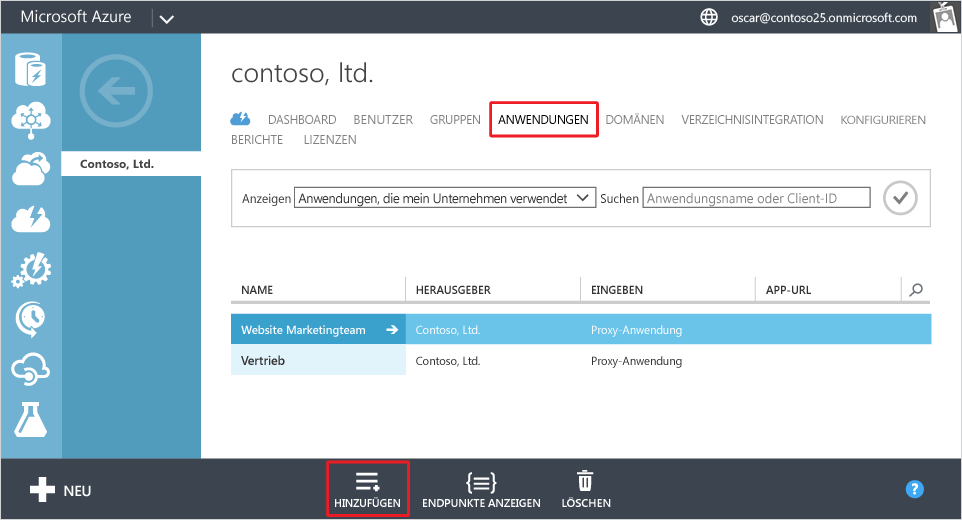 Microsoft Azure oscar@contoso25.onmicrosoft.com
contoso, ltd.
DASHBOARD BENUTZER GRUPPEN ANWENDUNGEN DOMÄNEN VERZEICHNISINTEGRATION KONFIGURIEREN
BERICHTE LIZENZEN
Contoso, Ltd.
Anzeigen Anwendungen, die mein Unternehmen verwendet Suchen Anwendungsname oder Client-ID
NAME HERAUSGEBER EINGEBEN APP-URL
Website Marketingteam Contoso, Ltd. Proxy-Anwendung
Vertrieb Contoso, Ltd. Proxy-Anwendung
NEU HINZUFÜGEN ENDPUNKTE ANZEIGEN LÖSCHEN ?